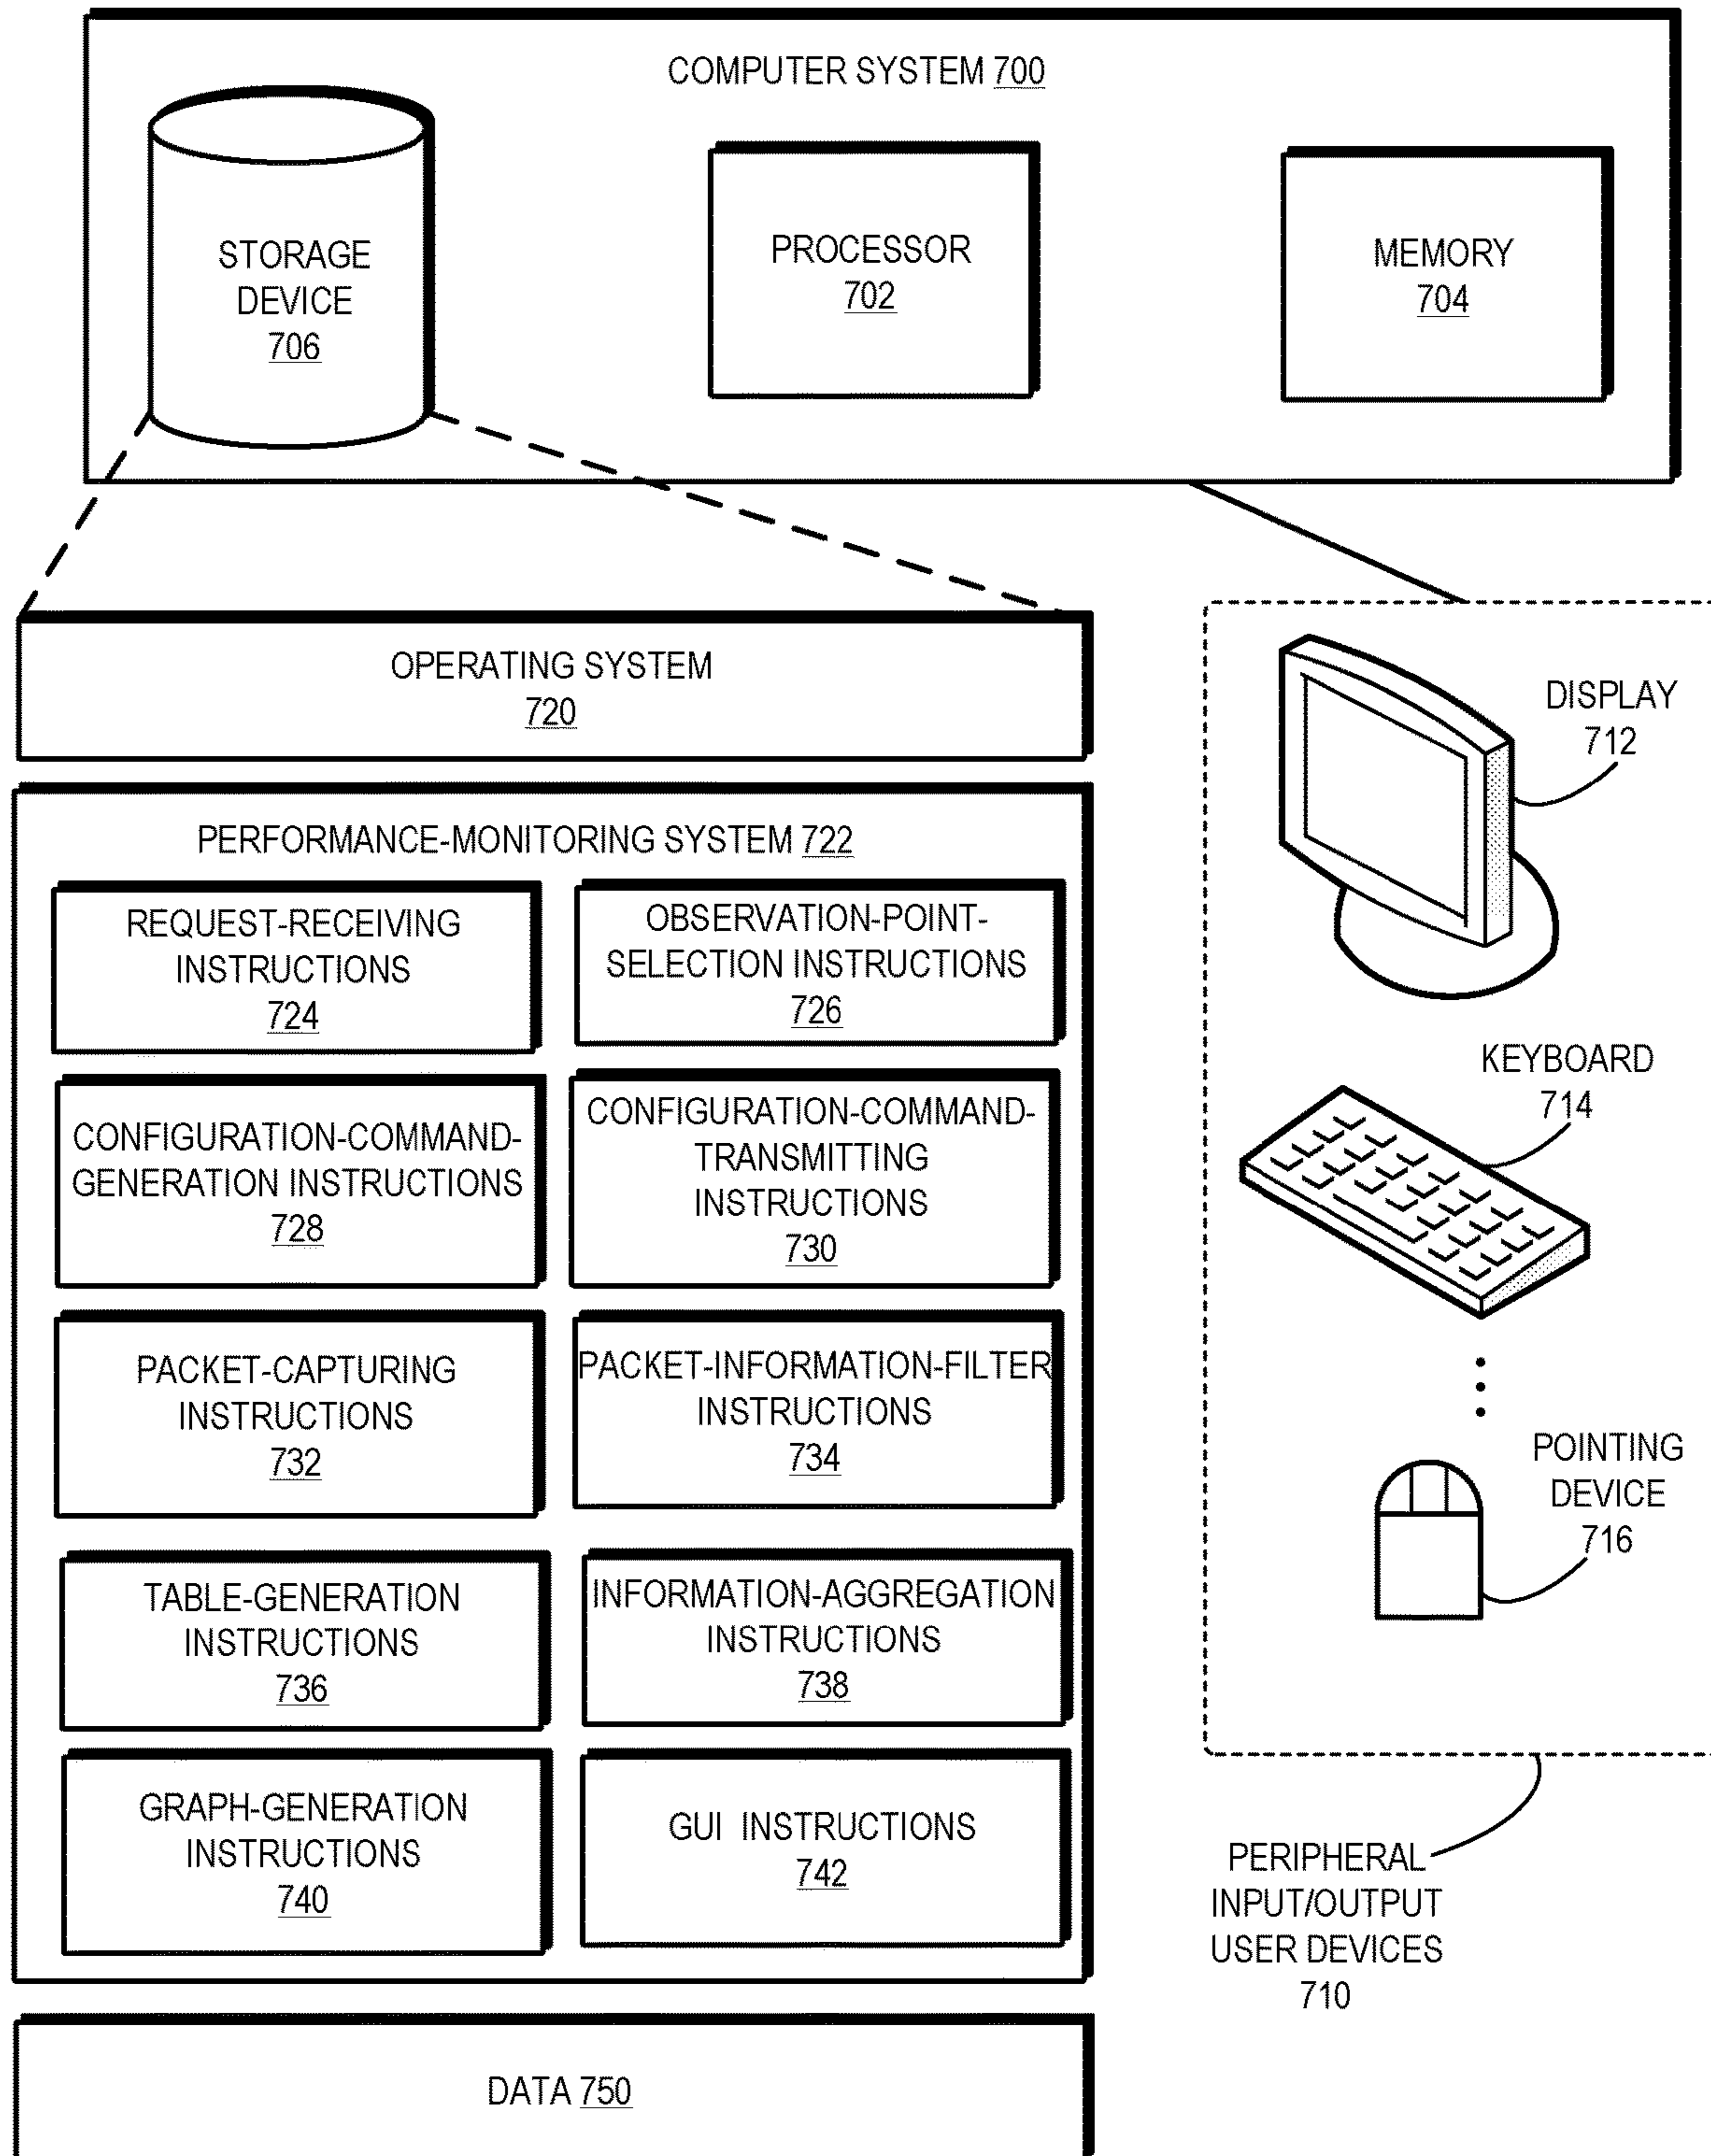 COMPUTER SYSTEM 700
STORAGE
DEVICE
706
PROCESSOR
702
MEMORY
704
OPERATING SYSTEM
720
PERFORMANCE-MONITORING SYSTEM 722
REQUEST-RECEIVING
INSTRUCTIONS
724
OBSERVATION-POINT-
SELECTION INSTRUCTIONS
726
CONFIGURATION-COMMAND-
GENERATION INSTRUCTIONS
728
CONFIGURATION-COMMAND-
TRANSMITTING
INSTRUCTIONS
730
PACKET-CAPTURING
INSTRUCTIONS
732
PACKET-INFORMATION-FILTER
INSTRUCTIONS
734
TABLE-GENERATION
INSTRUCTIONS
736
INFORMATION-AGGREGATION
INSTRUCTIONS
738
GRAPH-GENERATION
INSTRUCTIONS
740
GUI INSTRUCTIONS
742
DATA 750
DISPLAY
712
KEYBOARD
714
POINTING
DEVICE
716
PERIPHERAL
INPUT/OUTPUT
USER DEVICES
710